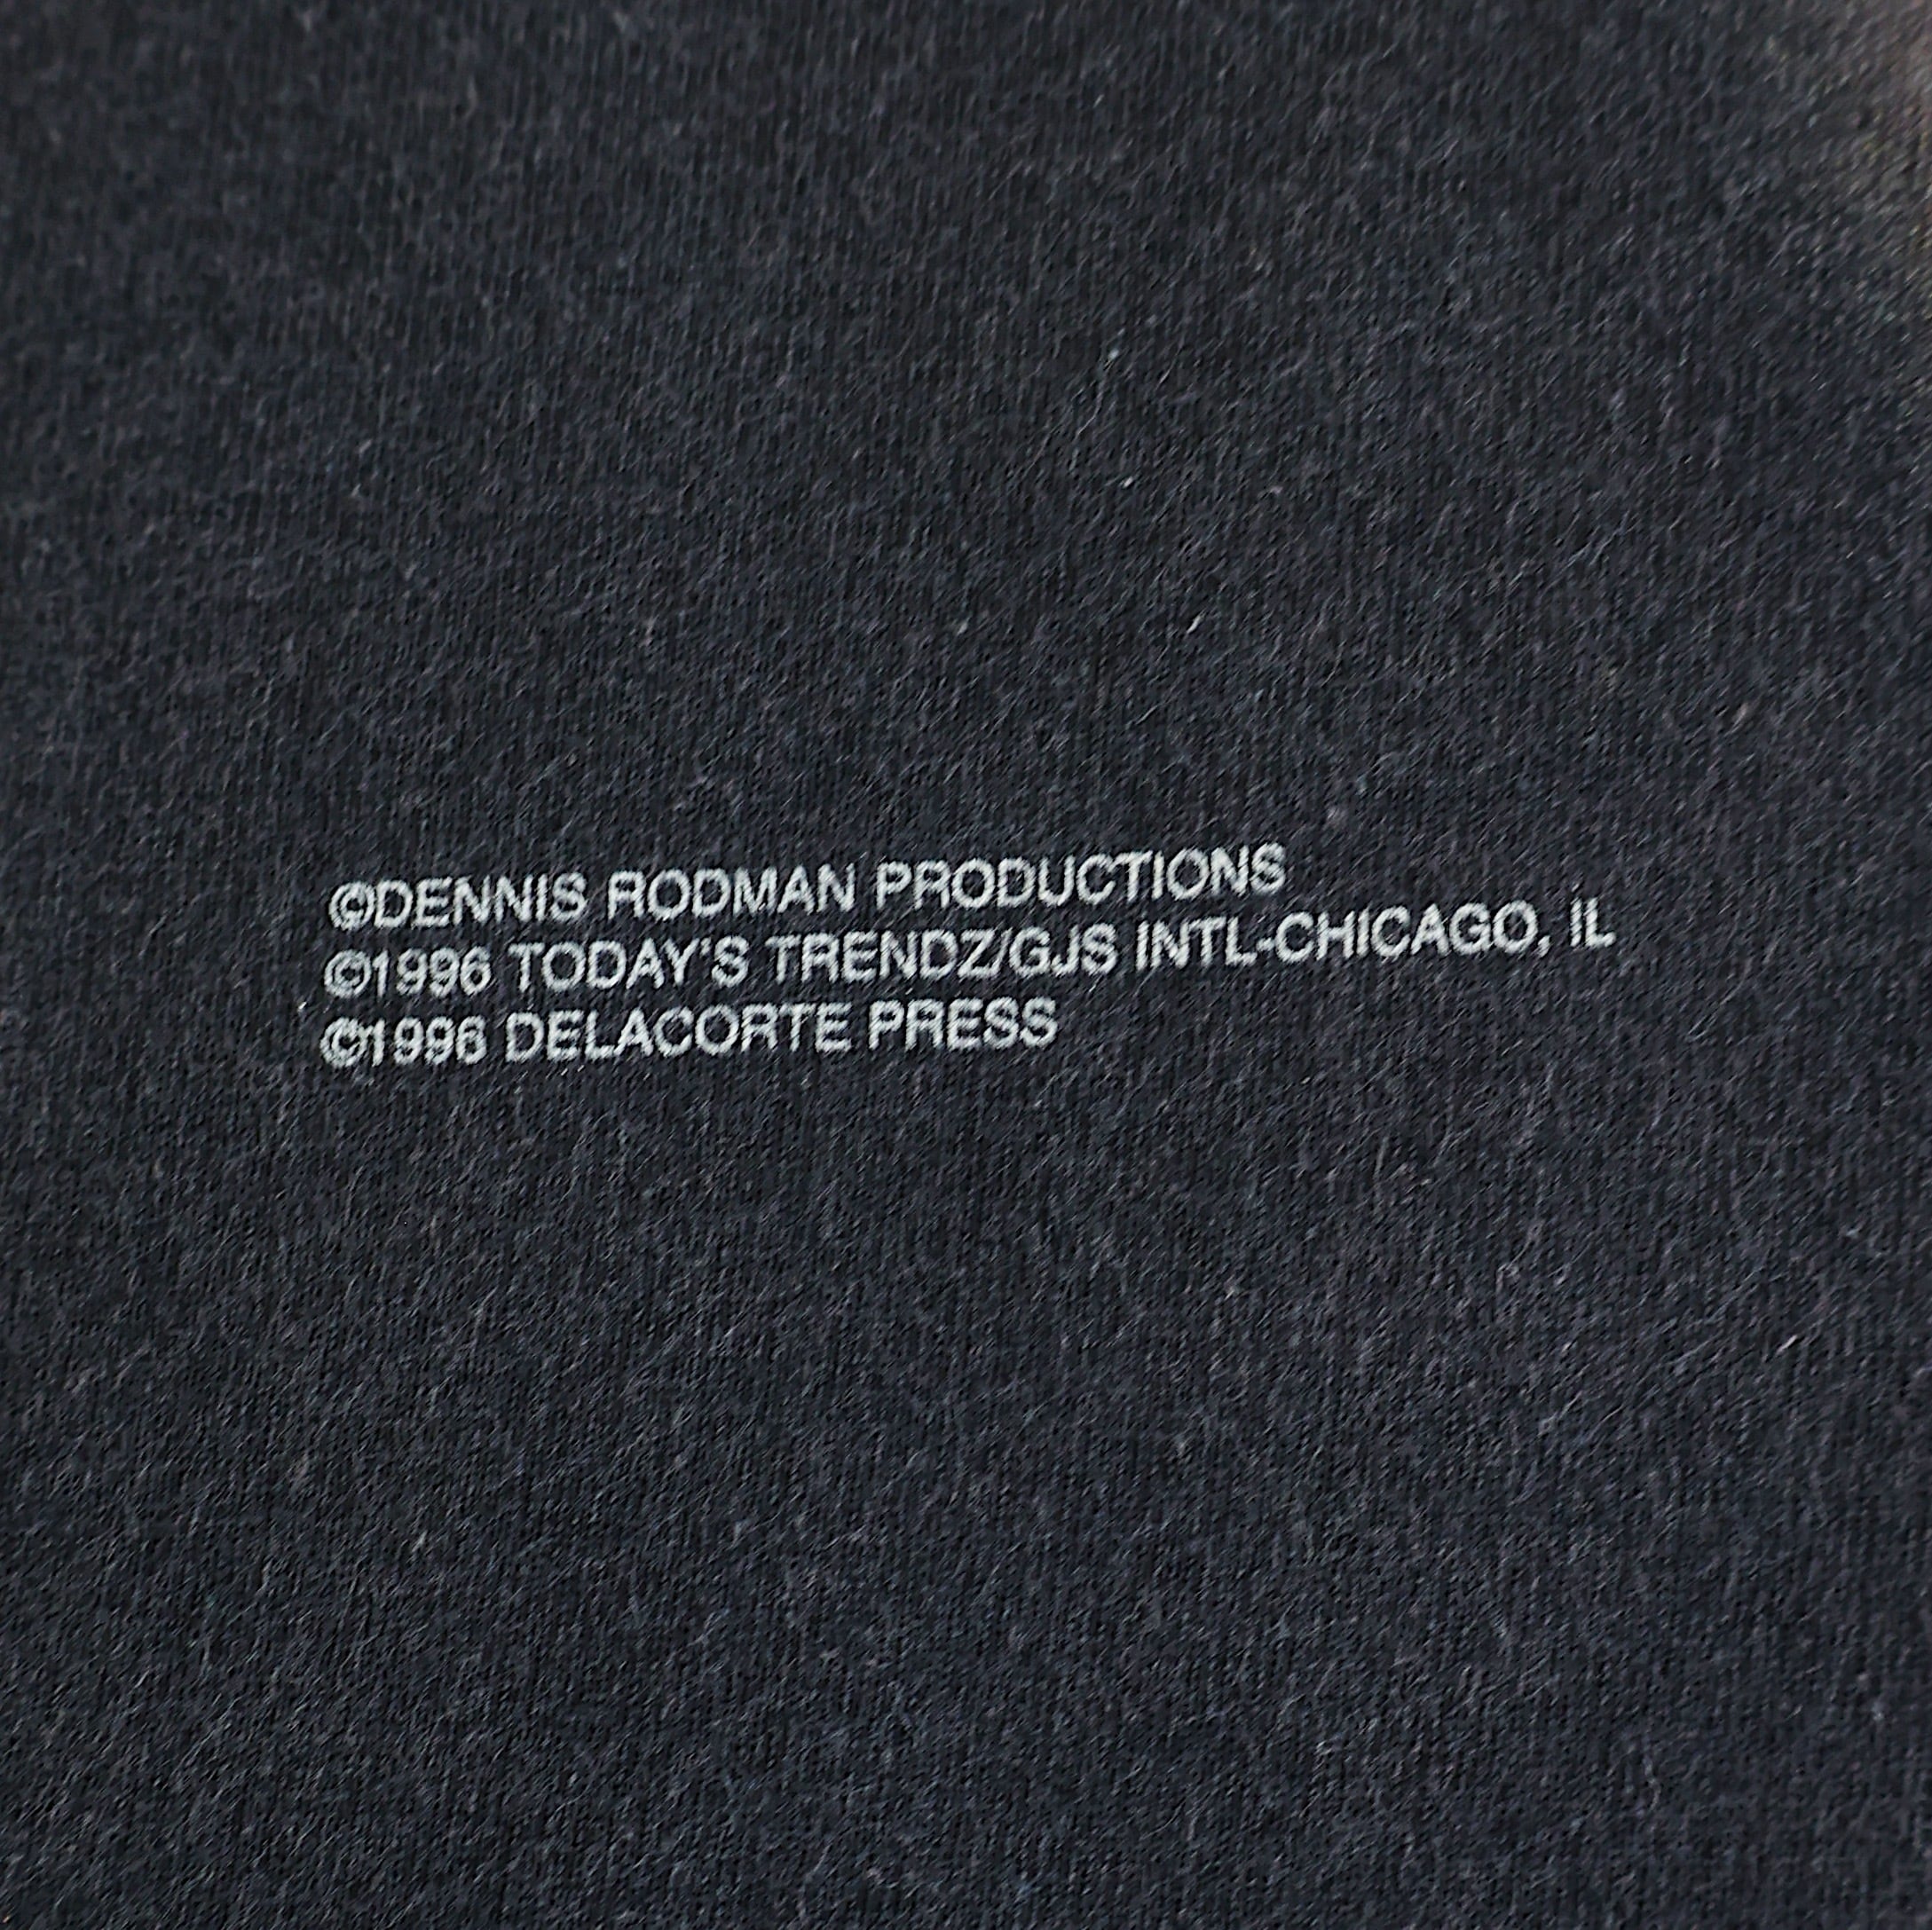 ©DENNIS RODMAN PRODUCTIONS
©1996 TODAY'S TRENDZ/GJS INTL-CHICAGO, IL
©1996 DELACORTE PRESS